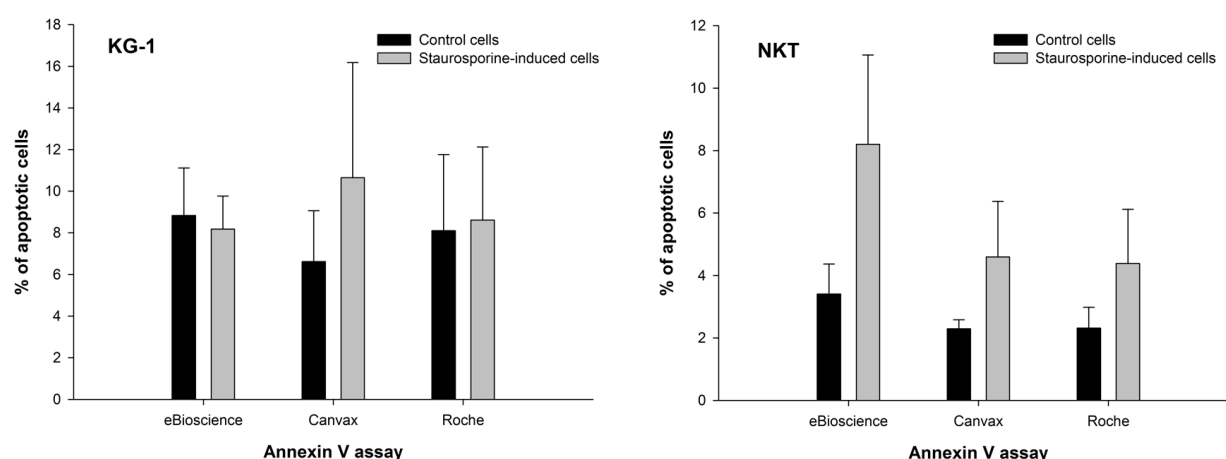 KG-1
Control cells
Staurosporine-induced cells
% of apoptotic cells
18
16
14
12
10
8
6
4
2
0
eBioscience Canvax Roche
Annexin V assay
NKT
Control cells
Staurosporine-induced cells
% of apoptotic cells
12
10
8
6
4
2
0
eBioscience Canvax Roche
Annexin V assay